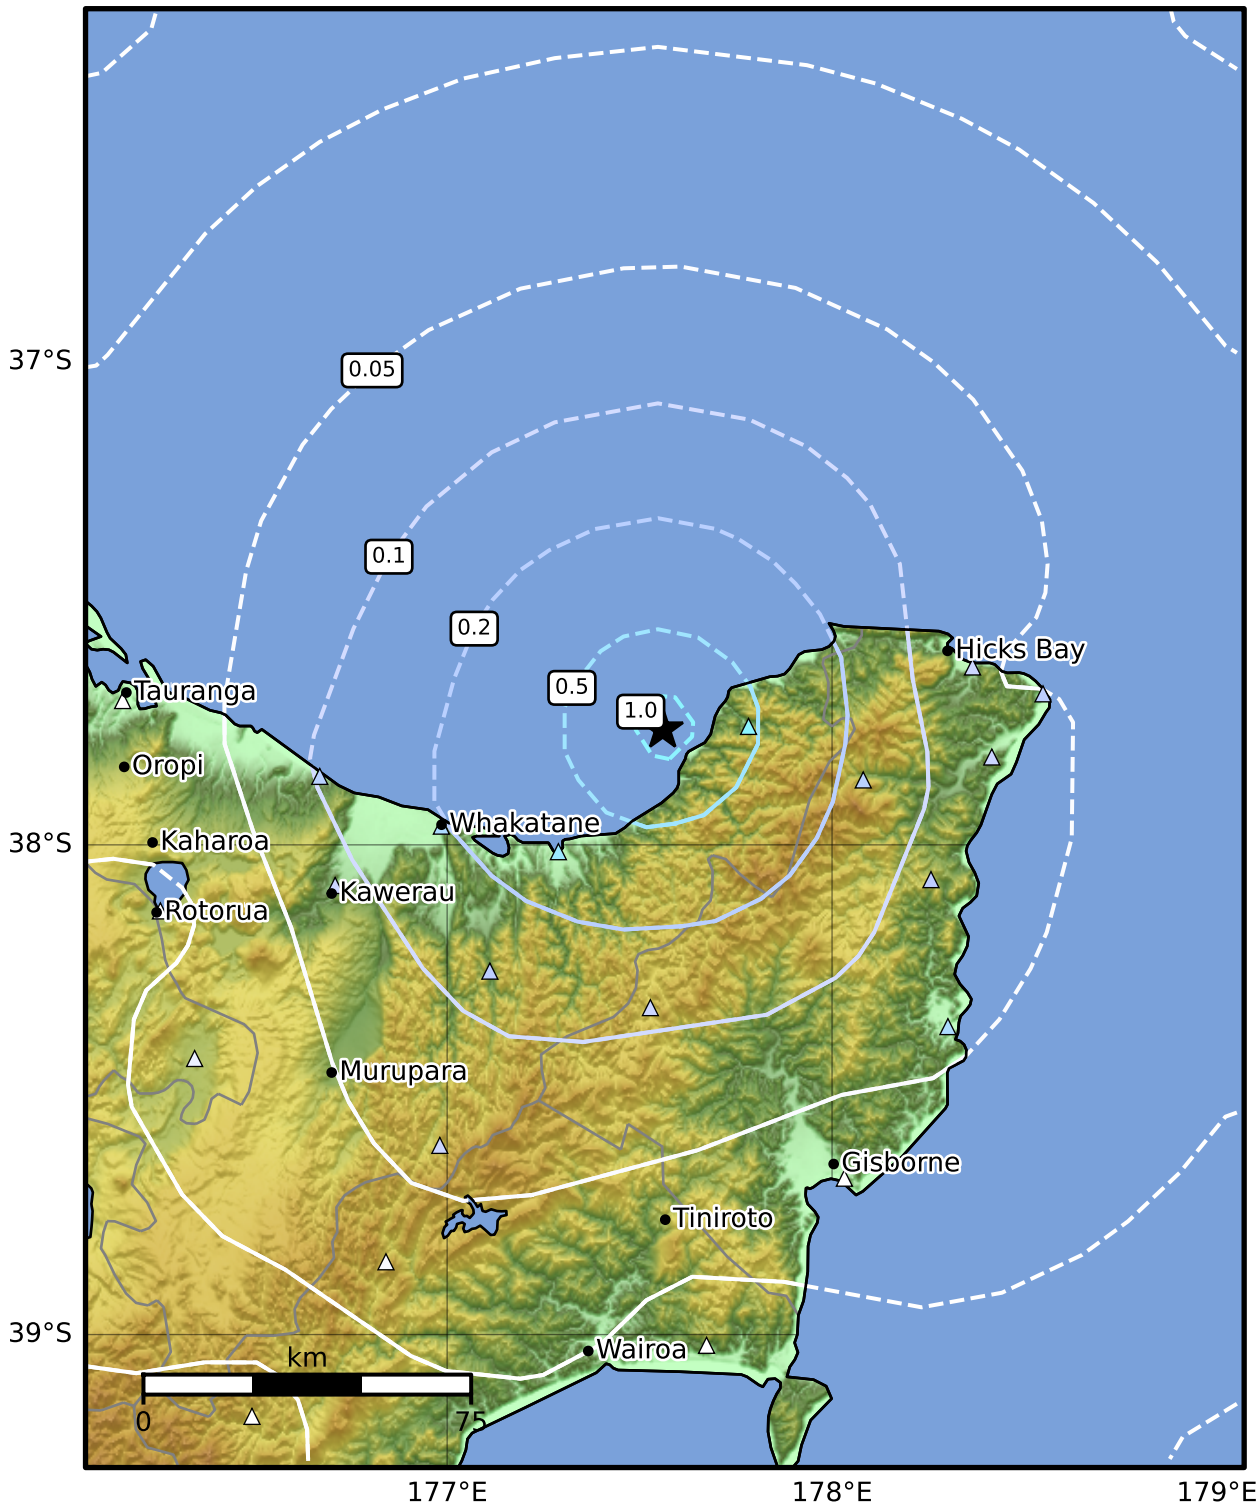 37°S
0.05
0.1
0.2
0.5
1.0
Hicks Bay
Tauranga
Oropi
Whakatane
38°S
Kaharoa
Kawerau
Rotorua
Murupara
Gisborne
Tiniroto
39°S
Wairoa
km
0
75
177°E
178°E
179°E